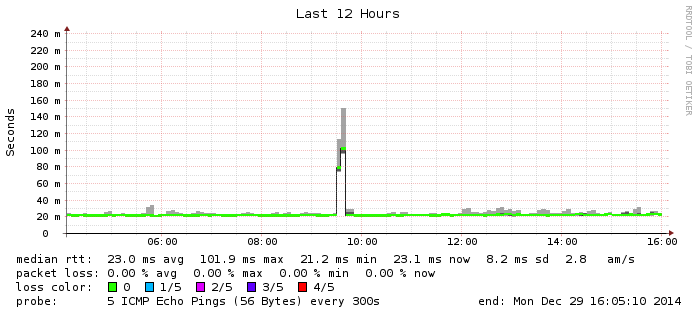 Last 12 Hours
RRDTOOL / TOBI OETIKER
Seconds
240 m
220 m
200 m
180 m
160 m
140 m
120 m
100 m
80 m
60 m
40 m
20 m
0
06:00 08:00 10:00 12:00 14:00 16:00
median rtt: 23.0 ms avg 101.9 ms max 21.2 ms min 23.1 ms now 8.2 ms sd 2.8 am/s
packet loss: 0.00 % avg 0.00 % max 0.00 % min 0.00 % now
loss color: 0 1/5 2/5 3/5 4/5
probe: 5 ICMP Echo Pings (56 Bytes) every 300s end: Mon Dec 29 16:05:10 2014